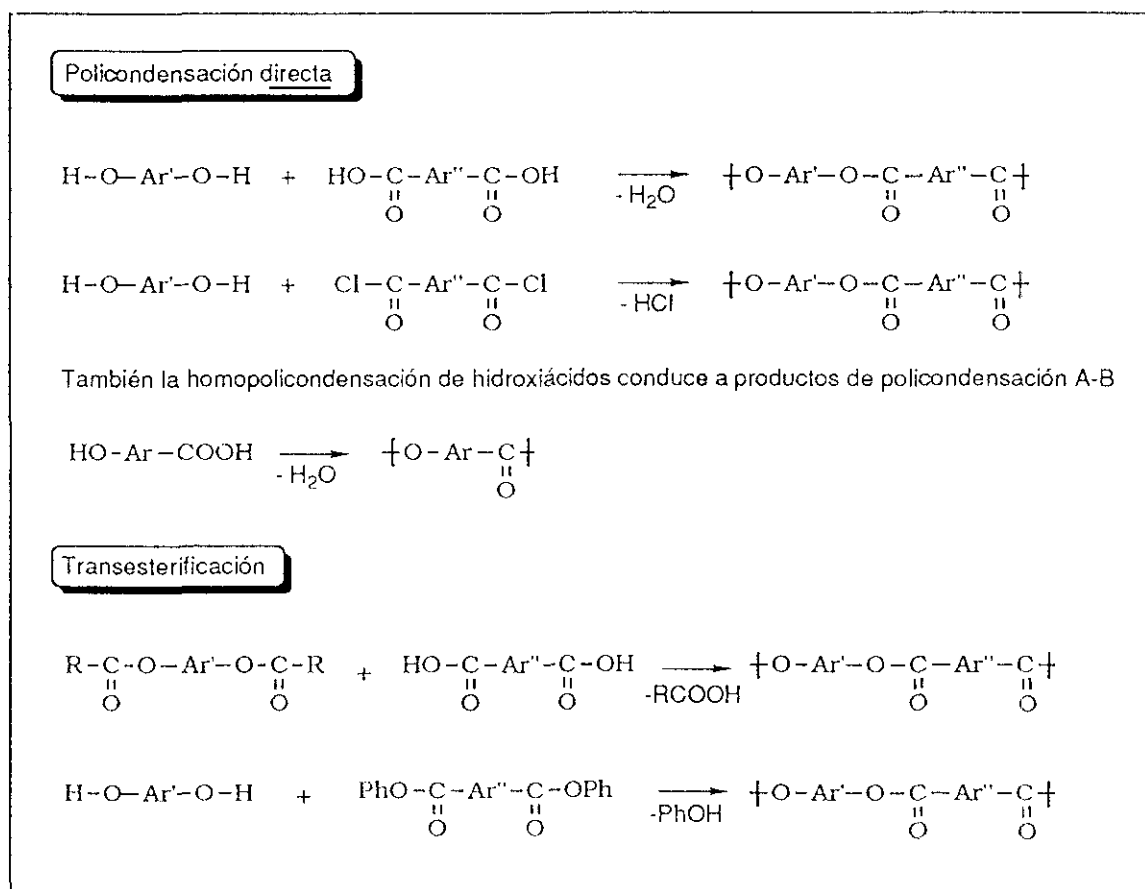 Policondensación directa
H-O-Ar'-O-H + HO-C-Ar''-C-OH - H₂O +O-Ar'-O-C-Ar''-C+
O O O O
H-O-Ar'-O-H + Cl-C-Ar''-C-Cl - HCl +O-Ar'-O-C-Ar''-C+
O O O O
También la homopolicondensación de hidroxiácidos conduce a productos de policondensación A-B
HO-Ar-COOH - H₂O +O-Ar-C+
O
Transesterificación
R-C-O-Ar'-O-C-R + HO-C-Ar''-C-OH -RCOOH +O-Ar'-O-C-Ar''-C+
O O O O O O
H-O-Ar'-O-H + PhO-C-Ar''-C-OPh -PhOH +O-Ar'-O-C-Ar''-C+
O O O O